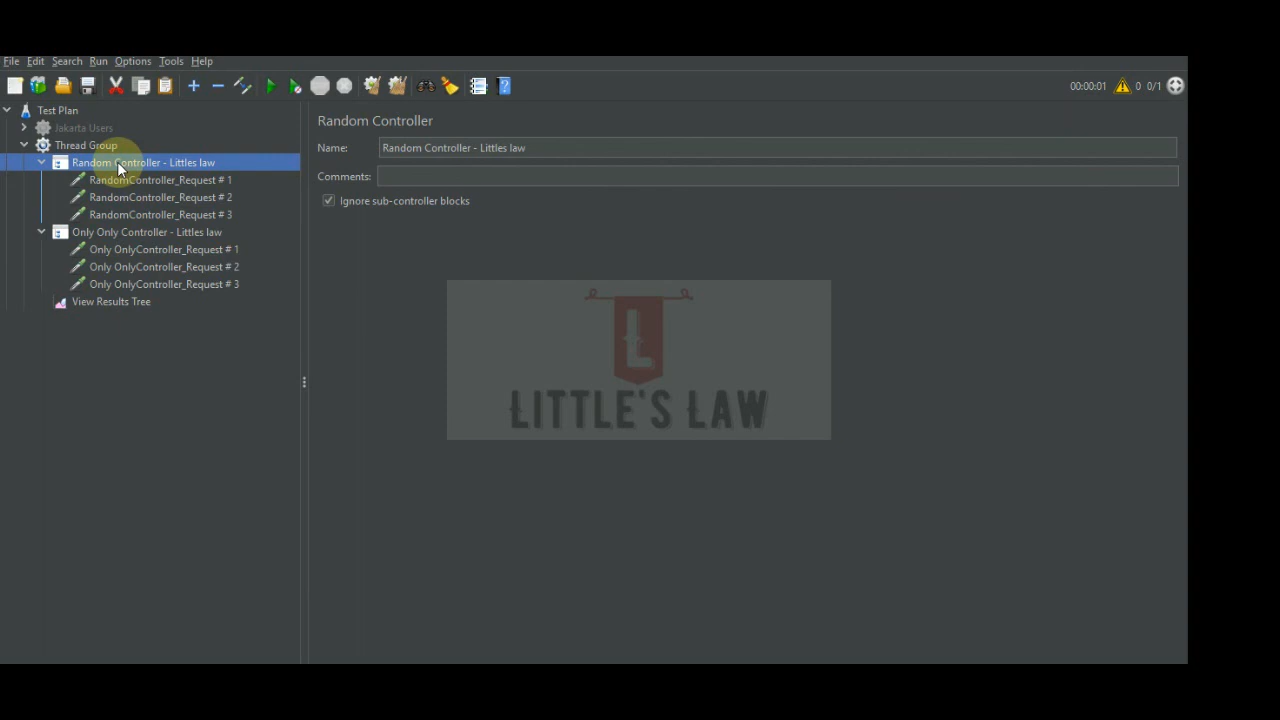 File Edit Search Run Options Tools Help
00:00:01 0 0/1
Test Plan
Jakarta Users
Thread Group
Random Controller - Littles law
RandomController_Request # 1
RandomController_Request # 2
RandomController_Request # 3
Only Only Controller - Littles law
Only OnlyController_Request # 1
Only OnlyController_Request # 2
Only OnlyController_Request # 3
View Results Tree
Random Controller
Name: Random Controller - Littles law
Comments:
Ignore sub-controller blocks
L
LITTLE'S LAW